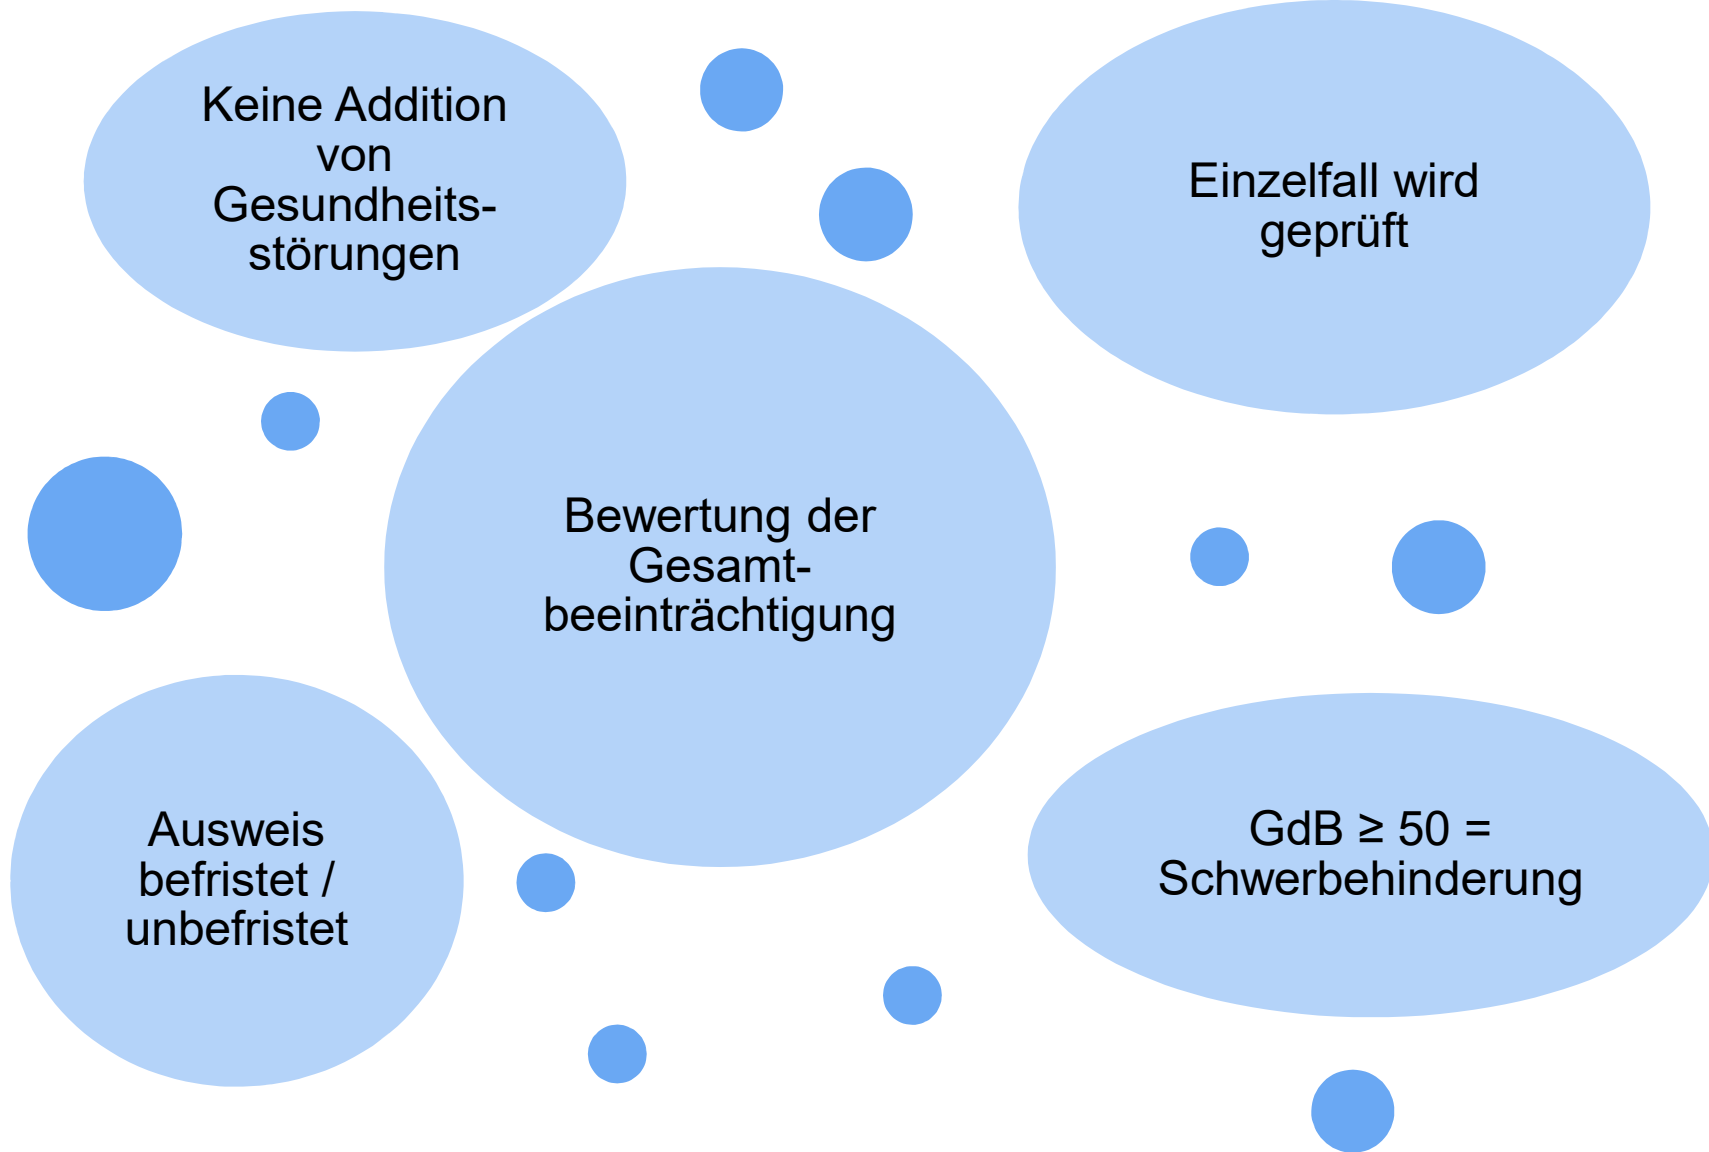 Keine Addition
von
Gesundheits-
störungen
Einzelfall wird
geprüft
Bewertung der
Gesamt-
beeinträchtigung
Ausweis
befristet /
unbefristet
GdB ≥ 50 =
Schwerbehinderung